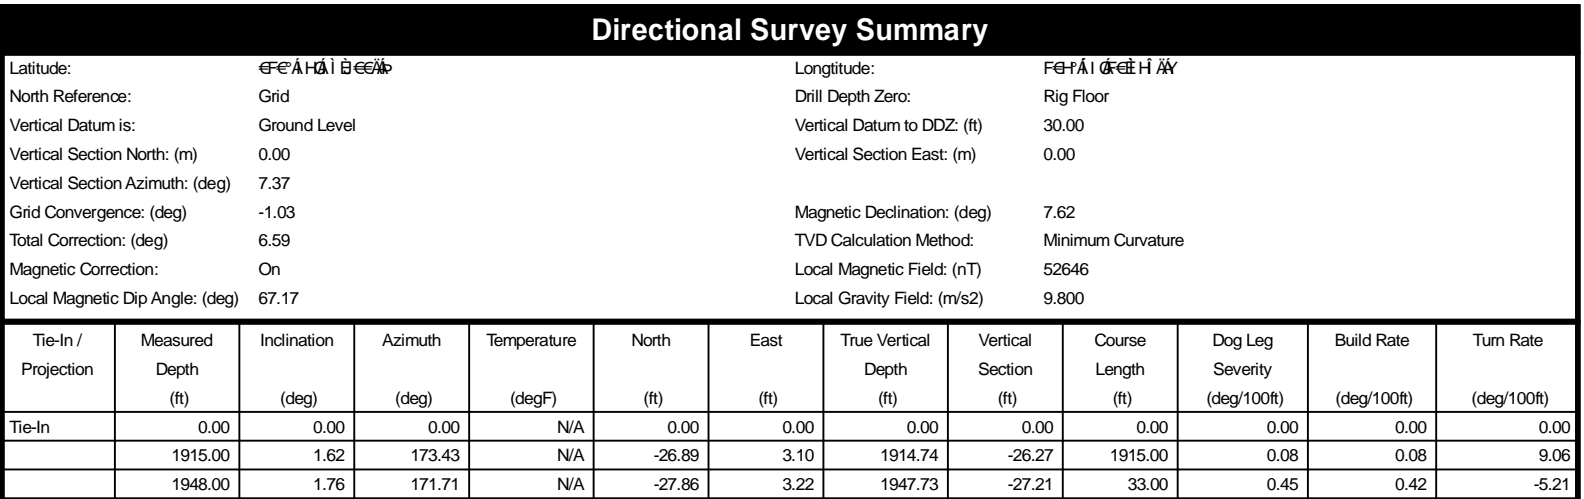 Directional Survey Summary
Latitude: Longtitude:
North Reference: Grid Drill Depth Zero: Rig Floor
Vertical Datum is: Ground Level Vertical Datum to DDZ: (ft) 30.00
Vertical Section North: (m) 0.00 Vertical Section East: (m) 0.00
Vertical Section Azimuth: (deg) 7.37
Grid Convergence: (deg) -1.03 Magnetic Declination: (deg) 7.62
Total Correction: (deg) 6.59 TVD Calculation Method: Minimum Curvature
Magnetic Correction: On Local Magnetic Field: (nT) 52646
Local Magnetic Dip Angle: (deg) 67.17 Local Gravity Field: (m/s2) 9.800
Tie-In / Measured Inclination Azimuth Temperature North East True Vertical Vertical Course Dog Leg Build Rate Turn Rate
Projection Depth Depth Section Length Severity
(ft) (deg) (deg) (degF) (ft) (ft) (ft) (ft) (ft) (deg/100ft) (deg/100ft) (deg/100ft)
Tie-In 0.00 0.00 0.00 N/A 0.00 0.00 0.00 0.00 0.00 0.00 0.00 0.00
1915.00 1.62 173.43 N/A -26.89 3.10 1914.74 -26.27 1915.00 0.08 0.08 9.06
1948.00 1.76 171.71 N/A -27.86 3.22 1947.73 -27.21 33.00 0.45 0.42 -5.21